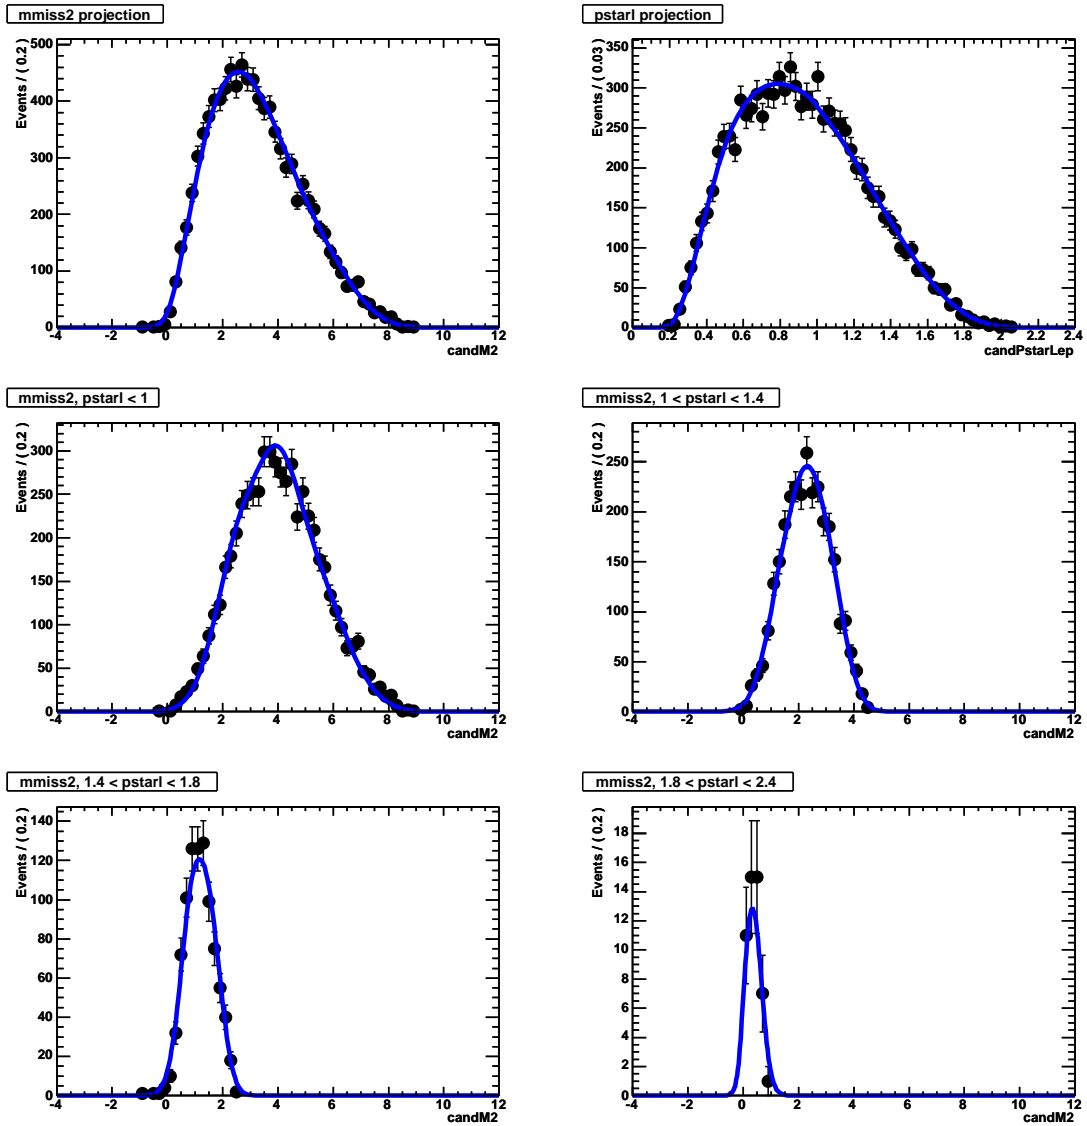 mmiss2 projection
Events / ( 0.2 )
500
400
300
200
100
0
-4 -2 0 2 4 6 8 10 12
candM2
pstarl projection
Events / ( 0.03 )
350
300
250
200
150
100
50
0
0 0.2 0.4 0.6 0.8 1 1.2 1.4 1.6 1.8 2 2.2 2.4
candPstarLep
mmiss2, pstarl < 1
Events / ( 0.2 )
300
250
200
150
100
50
0
-4 -2 0 2 4 6 8 10 12
candM2
mmiss2, 1 < pstarl < 1.4
Events / ( 0.2 )
250
200
150
100
50
0
-4 -2 0 2 4 6 8 10 12
candM2
mmiss2, 1.4 < pstarl < 1.8
Events / ( 0.2 )
140
120
100
80
60
40
20
0
-4 -2 0 2 4 6 8 10 12
candM2
mmiss2, 1.8 < pstarl < 2.4
Events / ( 0.2 )
18
16
14
12
10
8
6
4
2
0
-4 -2 0 2 4 6 8 10 12
candM2